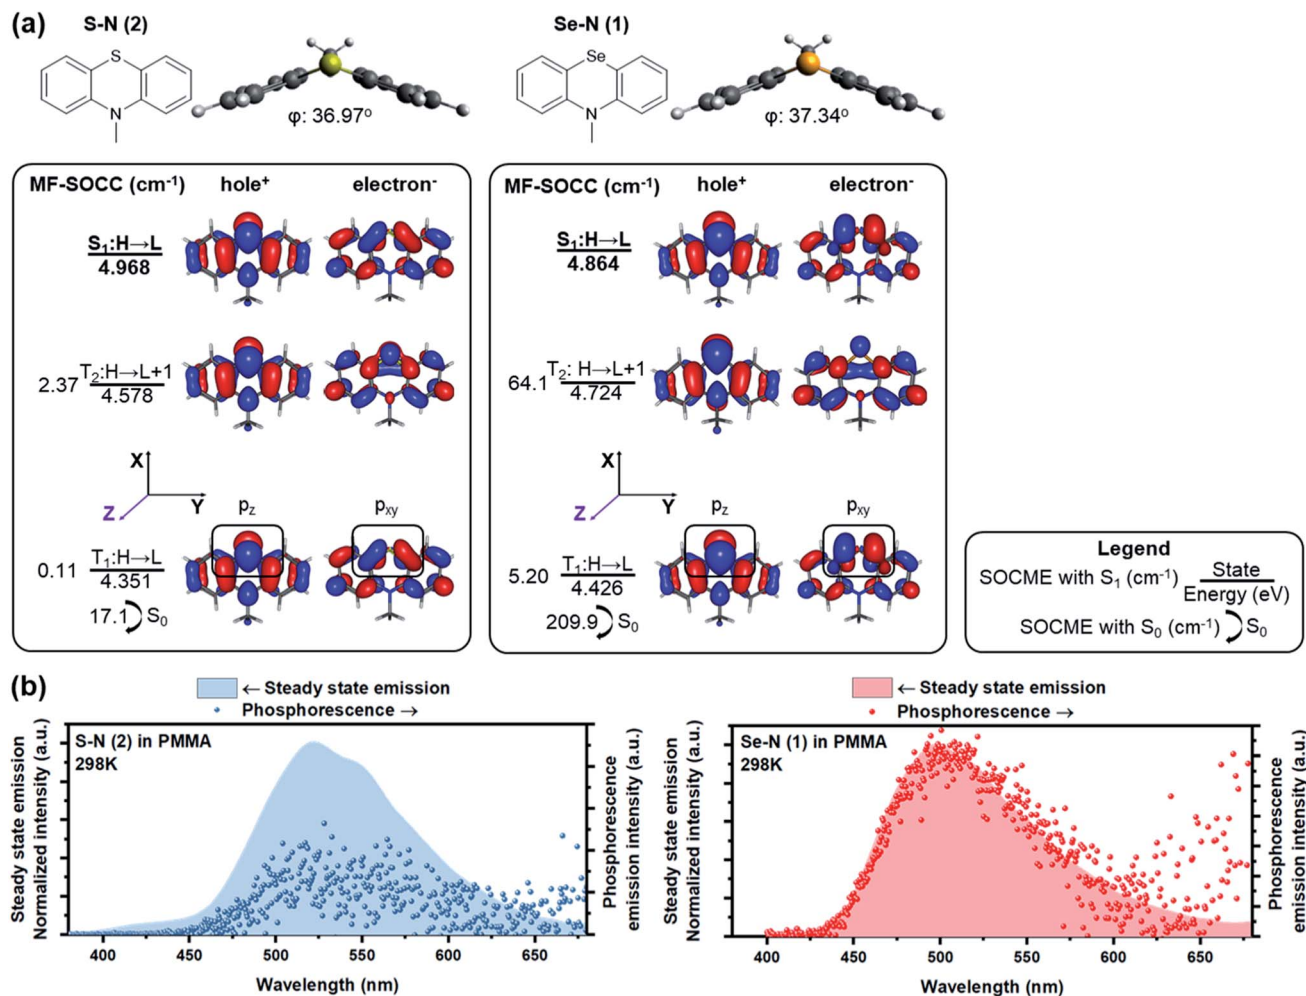 (a)
S-N (2)
S
N
φ: 36.97°
Se-N (1)
Se
N
φ: 37.34°
MF-SOCC (cm⁻¹) hole⁺ electron⁻
S₁:H→L
4.968
2.37 T₂:H→L+1
4.578
X
Y
Z
p_z p_xy
0.11 T₁:H→L
4.351
17.1 S₀
MF-SOCC (cm⁻¹) hole⁺ electron⁻
S₁:H→L
4.864
64.1 T₂: H→L+1
4.724
X
Y
Z
p_z p_xy
5.20 T₁:H→L
4.426
209.9 S₀
Legend
SOCME with S₁ (cm⁻¹) State
Energy (eV)
SOCME with S₀ (cm⁻¹) S₀
(b)
← Steady state emission
Phosphorescence →
S-N (2) in PMMA
298K
Steady state emission
Normalized intensity (a.u.)
Phosphorescence
emission intensity (a.u.)
400 450 500 550 600 650
Wavelength (nm)
← Steady state emission
Phosphorescence →
Se-N (1) in PMMA
298K
Steady state emission
Normalized intensity (a.u.)
Phosphorescence
emission intensity (a.u.)
400 450 500 550 600 650
Wavelength (nm)